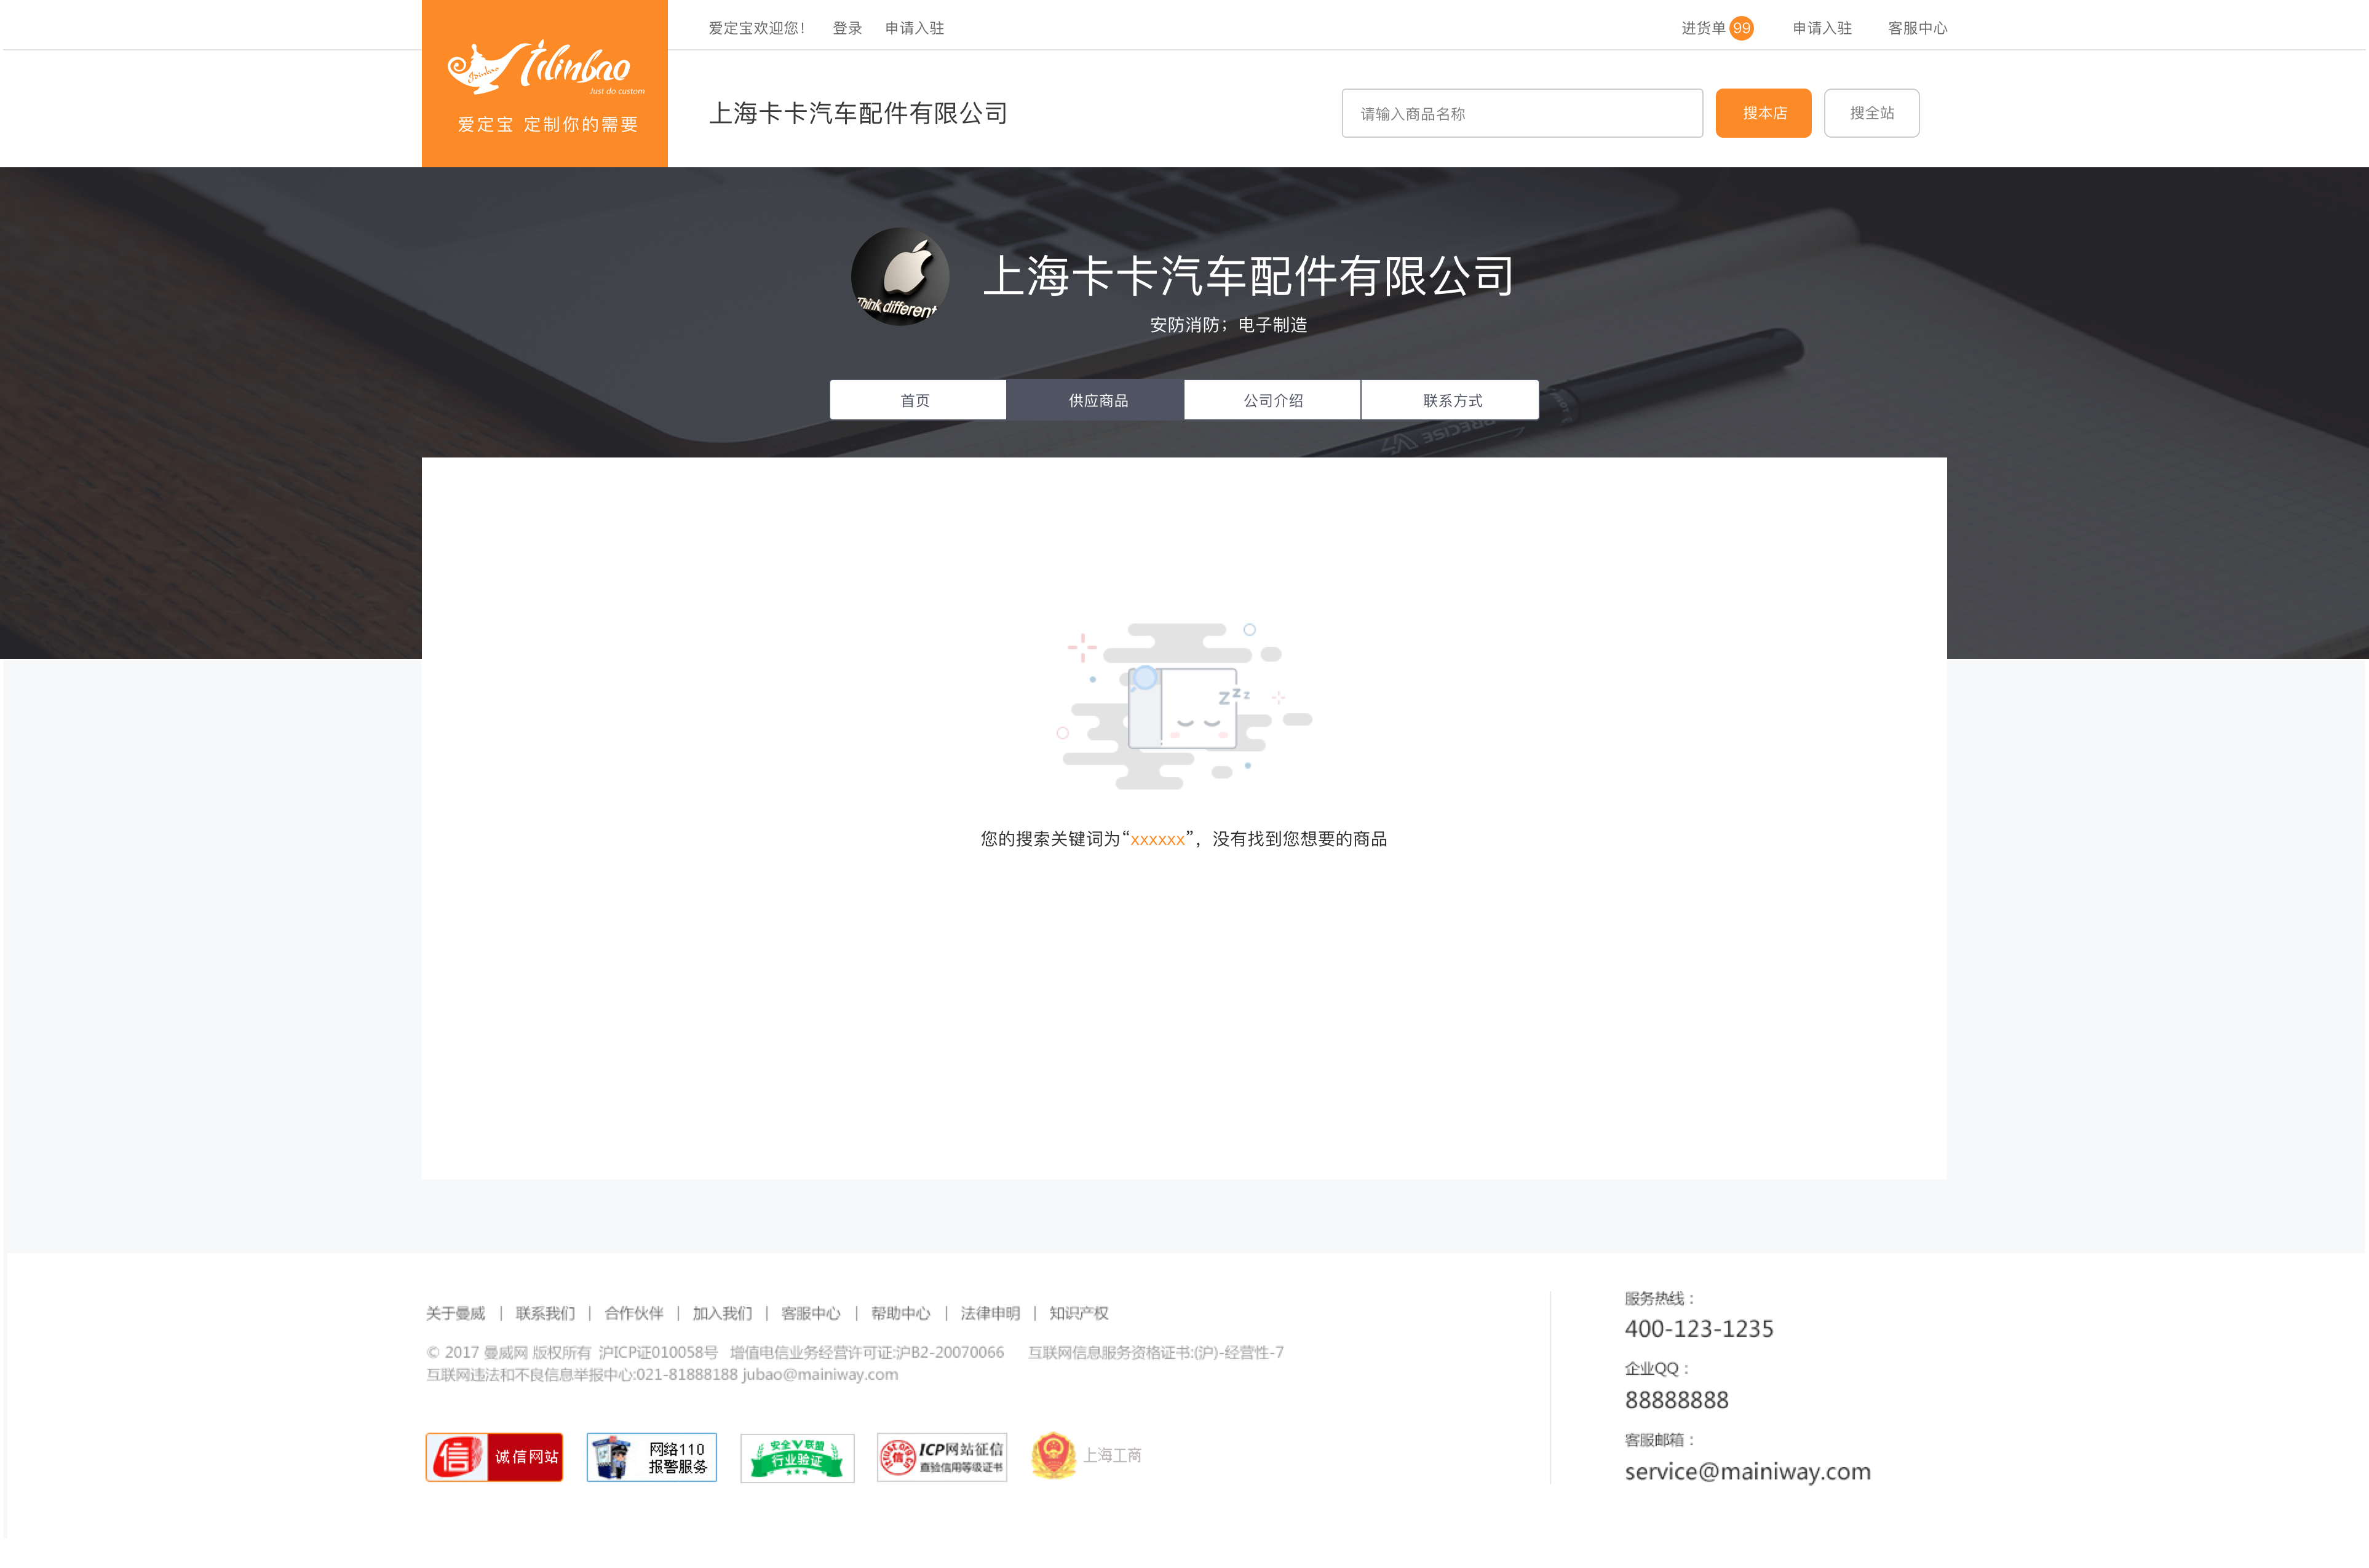 爱定宝欢迎您! 登录 申请入驻 进货单 99 申请入驻 客服中心
Just do custom
爱定宝 定制你的需要
上海卡卡汽车配件有限公司 请输入商品名称 搜本店 搜全站
Think different
上海卡卡汽车配件有限公司
安防消防；电子制造
首页 供应商品 公司介绍 联系方式
PRECISE V7
z z z
您的搜索关键词为“xxxxxx”，没有找到您想要的商品
关于曼威 | 联系我们 | 合作伙伴 | 加入我们 | 客服中心 | 帮助中心 | 法律申明 | 知识产权
© 2017 曼威网 版权所有 沪ICP证010058号 增值电信业务经营许可证:沪B2-20070066 互联网信息服务资格证书:(沪)-经营性-7
互联网违法和不良信息举报中心:021-81888188 jubao@mainiway.com
信 诚信网站
网络110
报警服务
安全V联盟
行业验证
信 ICP网站征信
直验信用等级证书
上海工商
服务热线：
400-123-1235
企业QQ：
88888888
客服邮箱：
service@mainiway.com